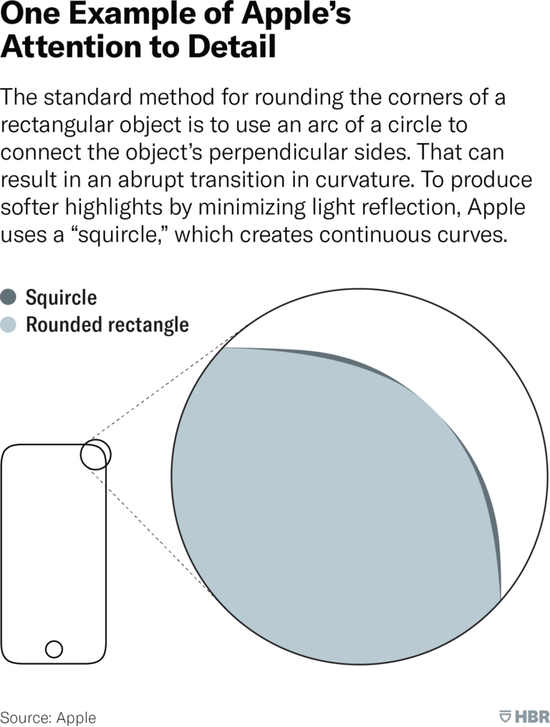 One Example of Apple’s
Attention to Detail
The standard method for rounding the corners of a
rectangular object is to use an arc of a circle to
connect the object’s perpendicular sides. That can
result in an abrupt transition in curvature. To produce
softer highlights by minimizing light reflection, Apple
uses a “squircle,” which creates continuous curves.
Squircle
Rounded rectangle
Source: Apple
HBR